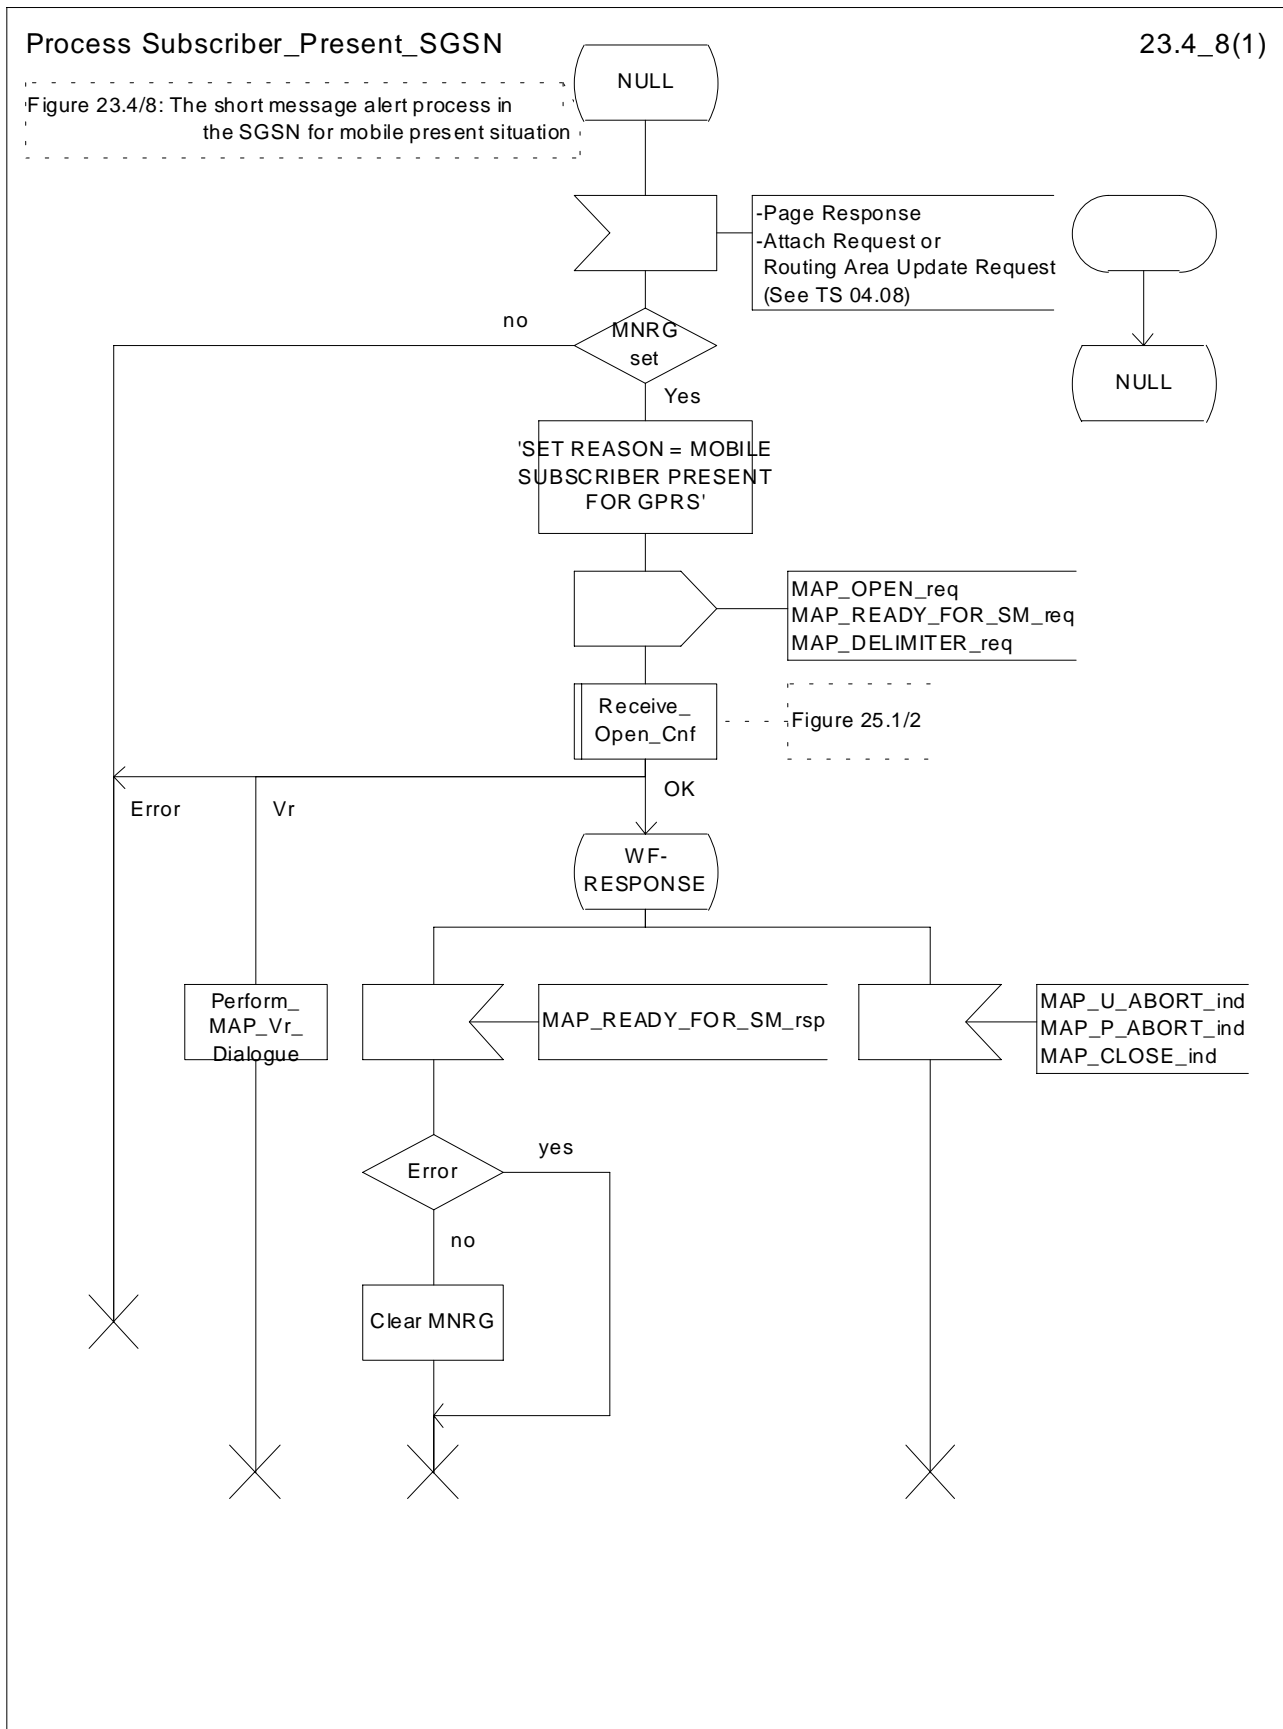 Process Subscriber_Present_SGSN
23.4_8(1)
Figure 23.4/8: The short message alert process in
the SGSN for mobile present situation
NULL
-Page Response
-Attach Request or
Routing Area Update Request
(See TS 04.08)
NULL
no
MNRG
set
Yes
'SET REASON = MOBILE
SUBSCRIBER PRESENT
FOR GPRS'
MAP_OPEN_req
MAP_READY_FOR_SM_req
MAP_DELIMITER_req
Receive_
Open_Cnf
Figure 25.1/2
Error
Vr
OK
WF-
RESPONSE
Perform_
MAP_Vr_
Dialogue
MAP_READY_FOR_SM_rsp
MAP_U_ABORT_ind
MAP_P_ABORT_ind
MAP_CLOSE_ind
Error
yes
no
Clear MNRG